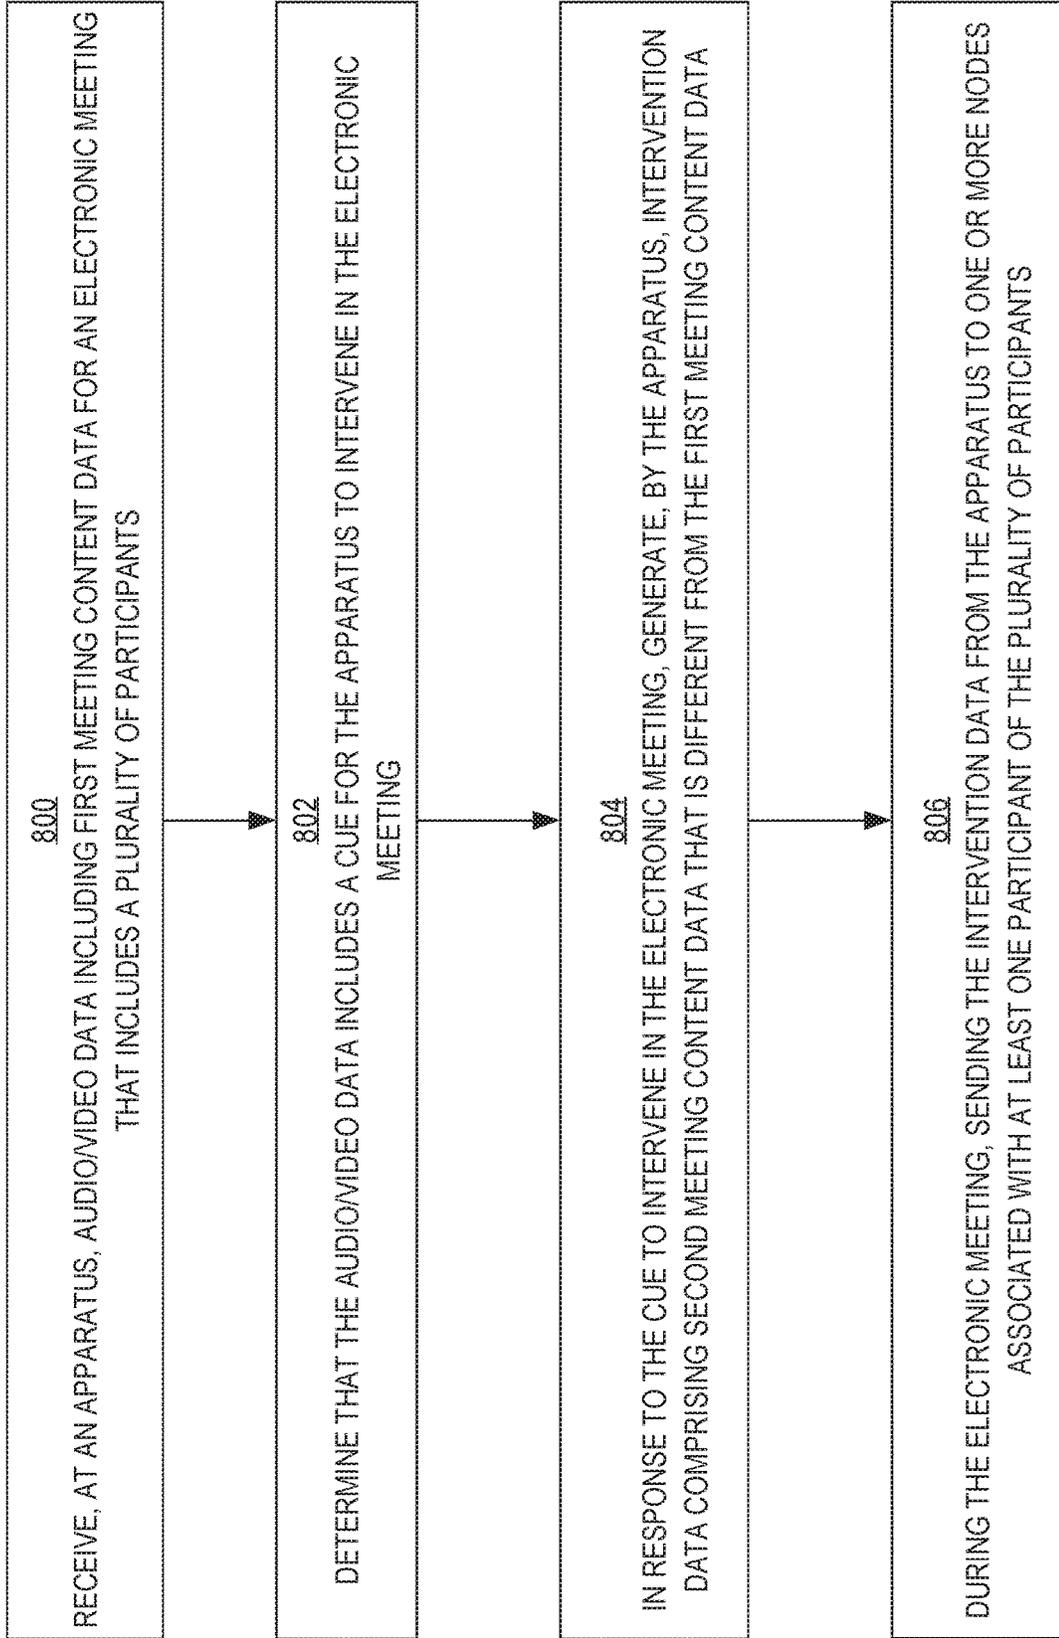 800
RECEIVE, AT AN APPARATUS, AUDIO/VIDEO DATA INCLUDING FIRST MEETING CONTENT DATA FOR AN ELECTRONIC MEETING
THAT INCLUDES A PLURALITY OF PARTICIPANTS
802
DETERMINE THAT THE AUDIO/VIDEO DATA INCLUDES A CUE FOR THE APPARATUS TO INTERVENE IN THE ELECTRONIC
MEETING
804
IN RESPONSE TO THE CUE TO INTERVENE IN THE ELECTRONIC MEETING, GENERATE, BY THE APPARATUS, INTERVENTION
DATA COMPRISING SECOND MEETING CONTENT DATA THAT IS DIFFERENT FROM THE FIRST MEETING CONTENT DATA
806
DURING THE ELECTRONIC MEETING, SENDING THE INTERVENTION DATA FROM THE APPARATUS TO ONE OR MORE NODES
ASSOCIATED WITH AT LEAST ONE PARTICIPANT OF THE PLURALITY OF PARTICIPANTS